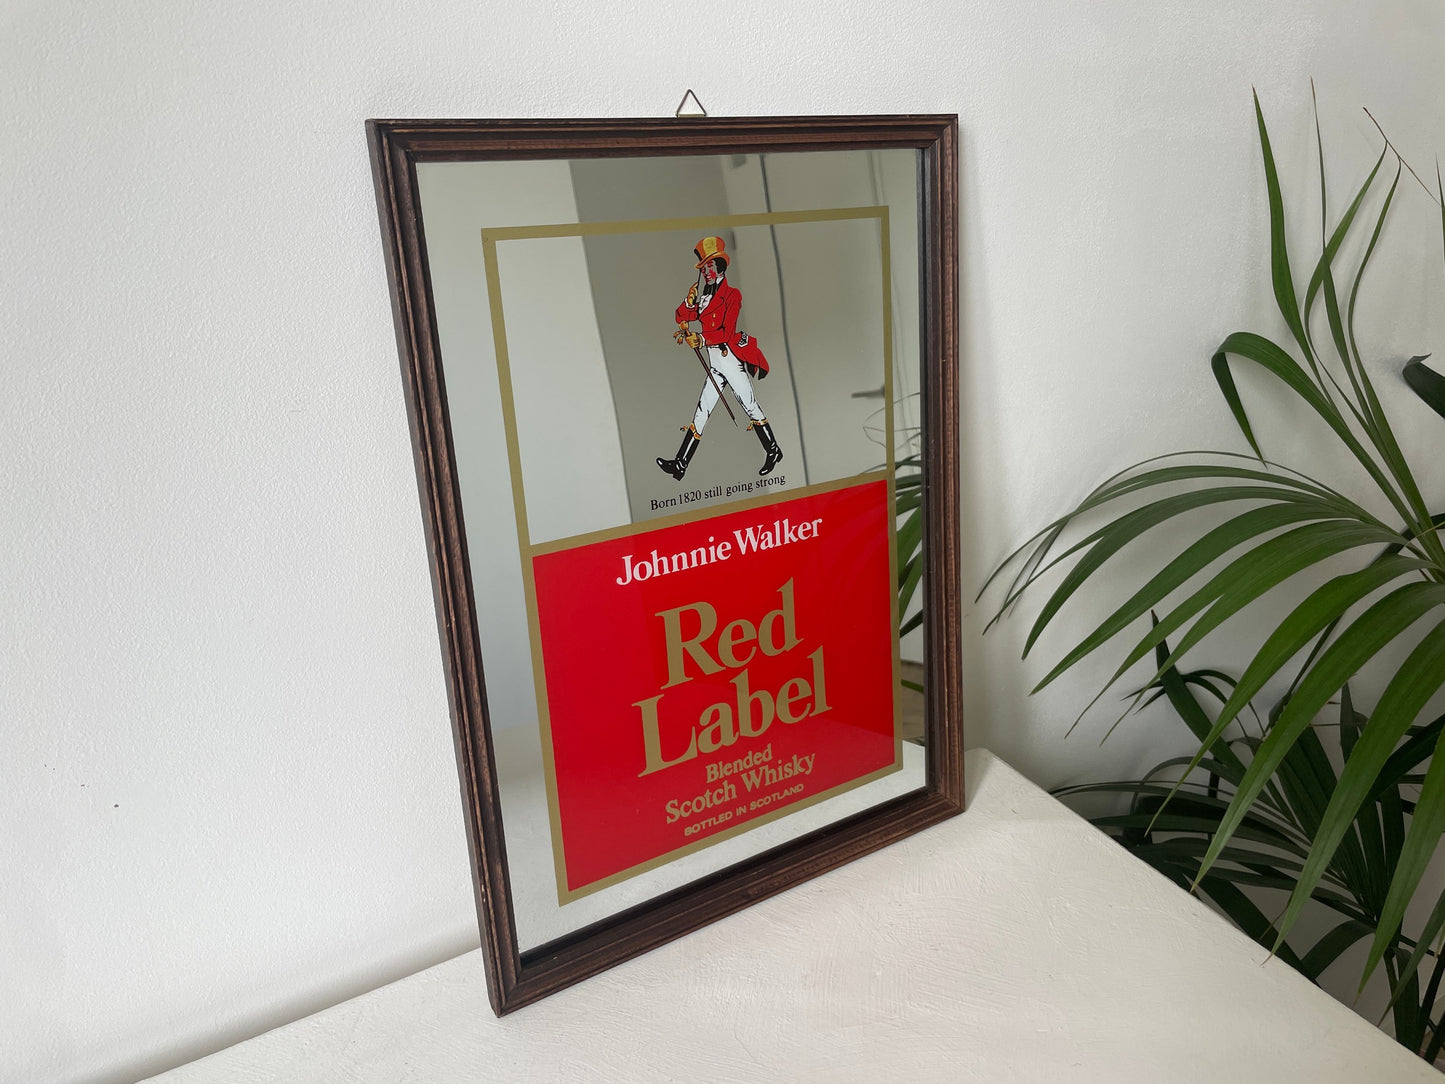 Born 1820 still going strong
Johnnie Walker
Red
Label
Blended
Scotch Whisky
BOTTLED IN SCOTLAND